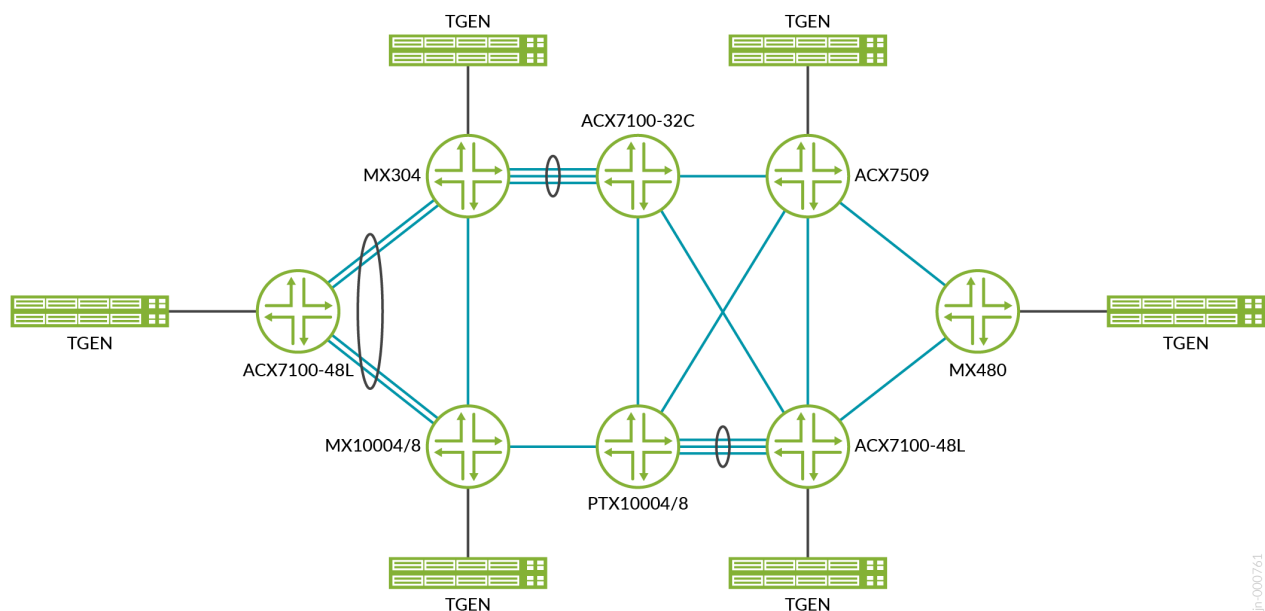 TGEN
TGEN
ACX7100-32C
MX304
ACX7509
TGEN
ACX7100-48L
TGEN
MX480
MX10004/8
ACX7100-48L
PTX10004/8
TGEN
TGEN
jn-000761